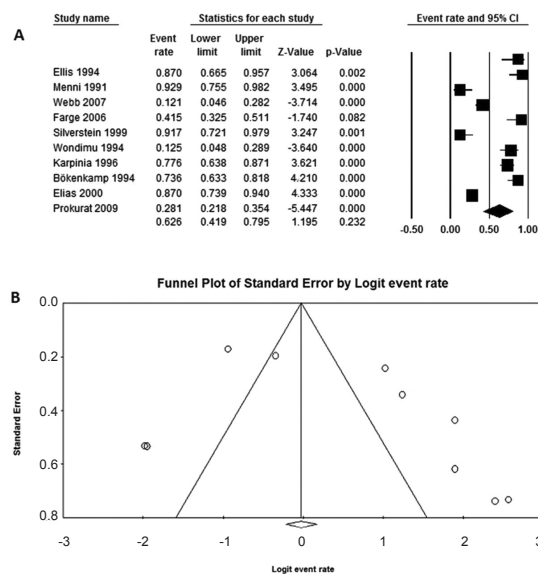 A
Study name Statistics for each study Event rate and 95% CI
Event rate Lower limit Upper limit Z-Value p-Value
Ellis 1994 0.870 0.665 0.957 3.064 0.002
Menni 1991 0.929 0.755 0.982 3.495 0.000
Webb 2007 0.121 0.046 0.282 -3.714 0.000
Farge 2006 0.415 0.325 0.511 -1.740 0.082
Silverstein 1999 0.917 0.721 0.979 3.247 0.001
Wondimu 1994 0.125 0.048 0.289 -3.640 0.000
Karpinia 1996 0.776 0.638 0.871 3.621 0.000
Bökenkamp 1994 0.736 0.633 0.818 4.210 0.000
Elias 2000 0.870 0.739 0.940 4.333 0.000
Prokurat 2009 0.281 0.218 0.354 -5.447 0.000
0.626 0.419 0.795 1.195 0.232
-0.50 0.00 0.50 1.00
B
Funnel Plot of Standard Error by Logit event rate
0.0
0.2
0.4
0.6
0.8
Standard Error
-3 -2 -1 0 1 2 3
Logit event rate